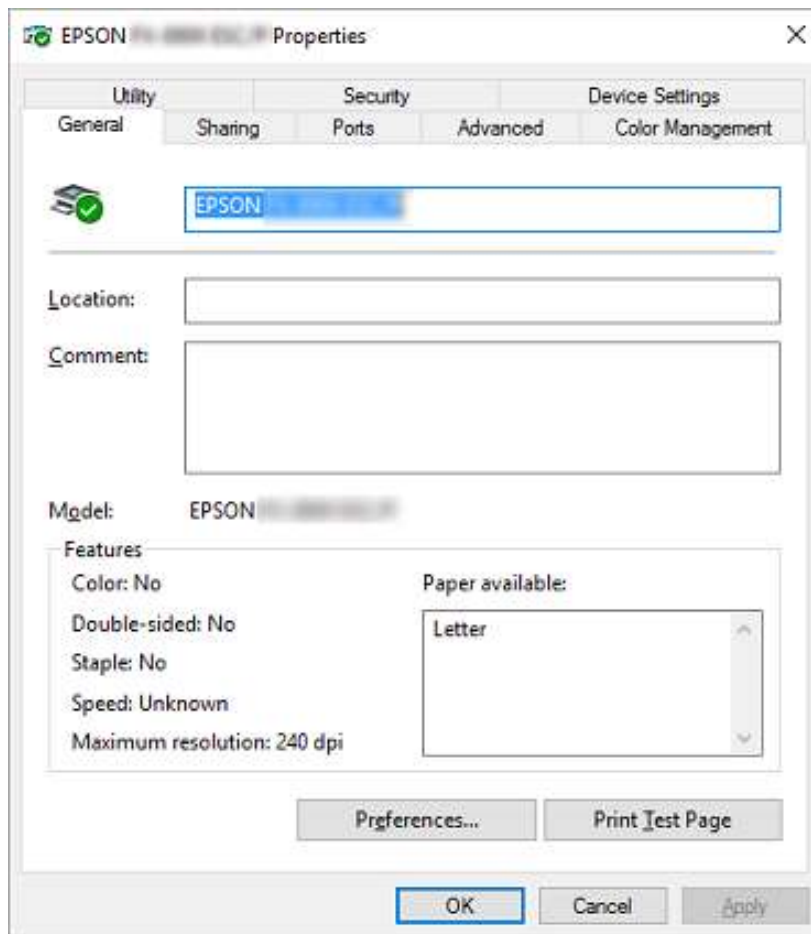 EPSON Properties
Utility Security Device Settings
General Sharing Ports Advanced Color Management
EPSON
Location:
Comment:
Model: EPSON
Features
Color: No
Double-sided: No
Staple: No
Speed: Unknown
Maximum resolution: 240 dpi
Paper available:
Letter
Preferences... Print Test Page
OK Cancel Apply